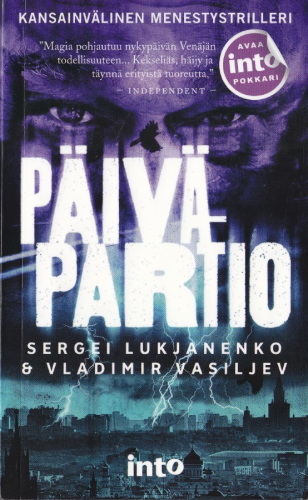 KANSAINVÄLINEN MENESTYSTRILLERI
"Magia pohjautuu nykypäivän Venäjän
todellisuuteen... Kekseliäs, häijy ja
täynnä erityistä tuoreutta."
– INDEPENDENT –
AVAA
into
POKKARI
PÄIVÄ–
PARTIO
SERGEI LUKJANENKO
& VLADIMIR VASILJEV
into